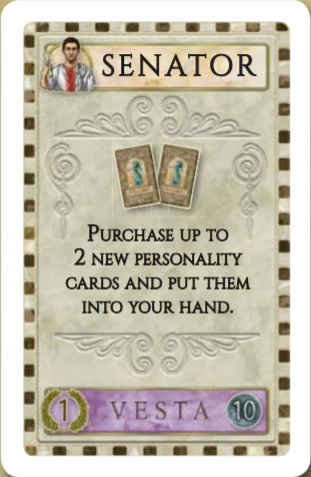 SENATOR
PURCHASE UP TO
2 NEW PERSONALITY
CARDS AND PUT THEM
INTO YOUR HAND.
1 VESTA 10